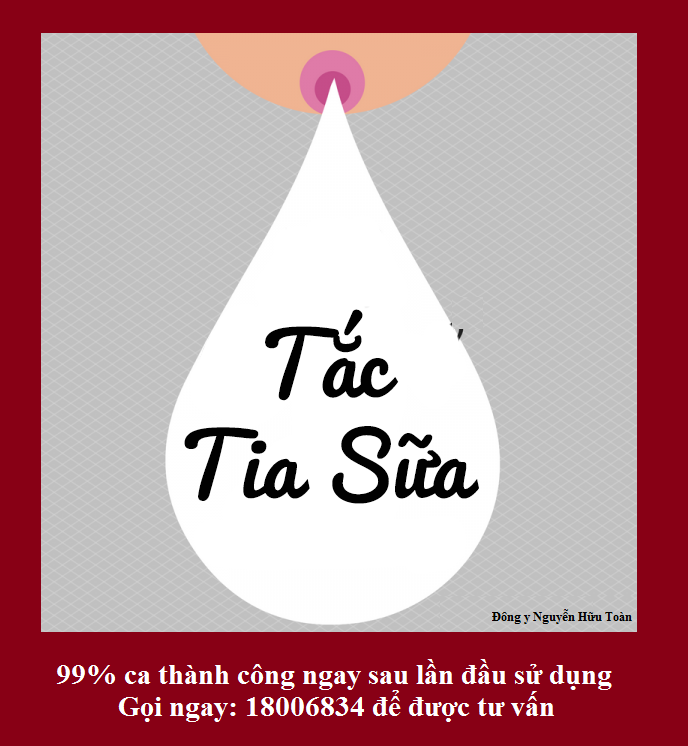 Tắc
Tia Sữa
Đông y Nguyễn Hữu Toàn
99% ca thành công ngay sau lần đầu sử dụng
Gọi ngay: 18006834 để được tư vấn